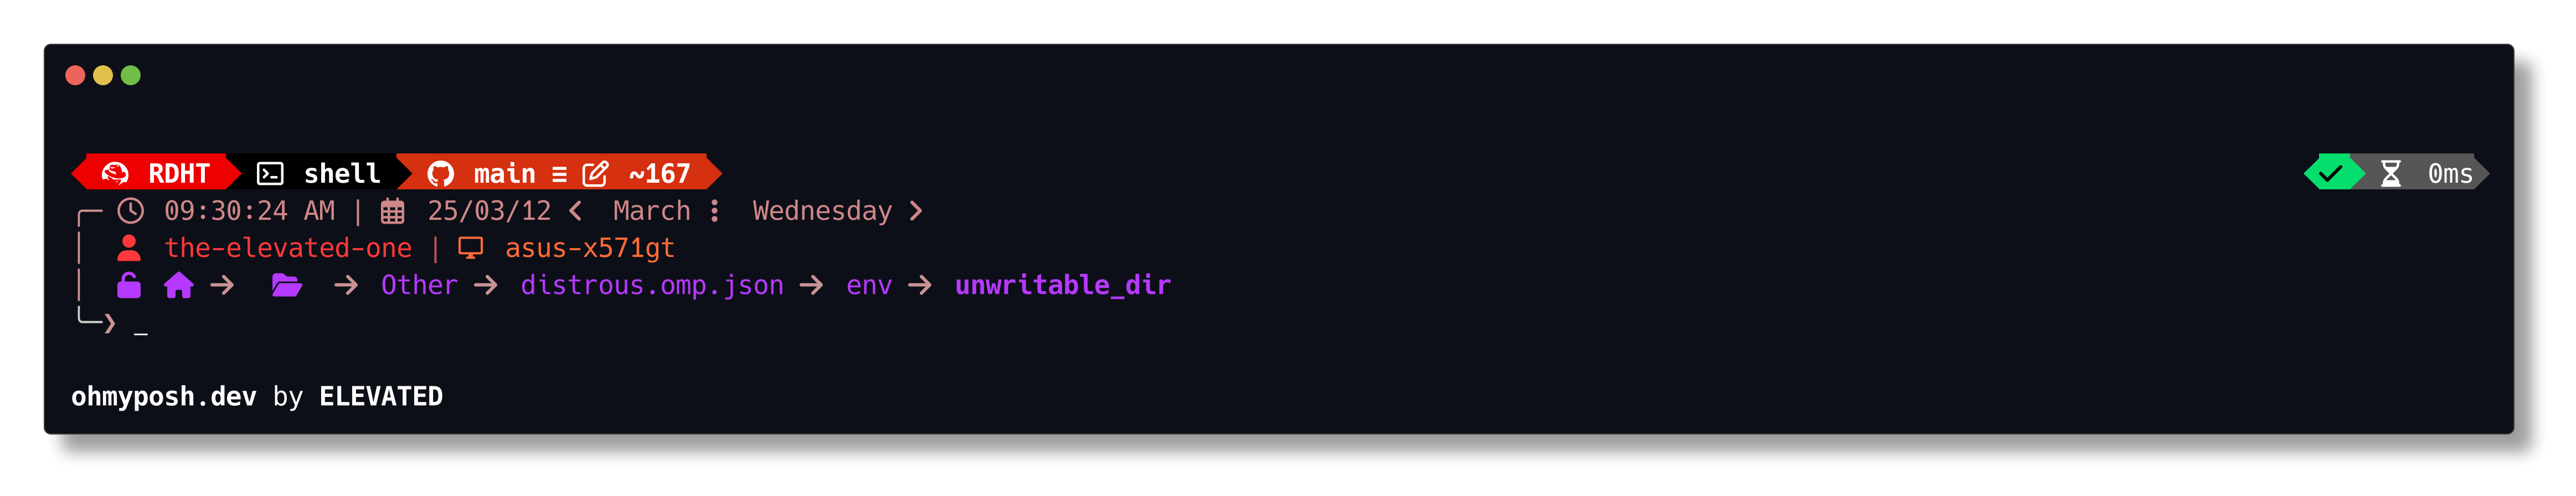 RDHT shell main ≡ ~167 0ms
09:30:24 AM | 25/03/12 < March ⋮ Wednesday >
the-elevated-one | asus-x571gt
→ → Other → distrous.omp.json → env → unwritable_dir
❯ _
ohmyposh.dev by ELEVATED